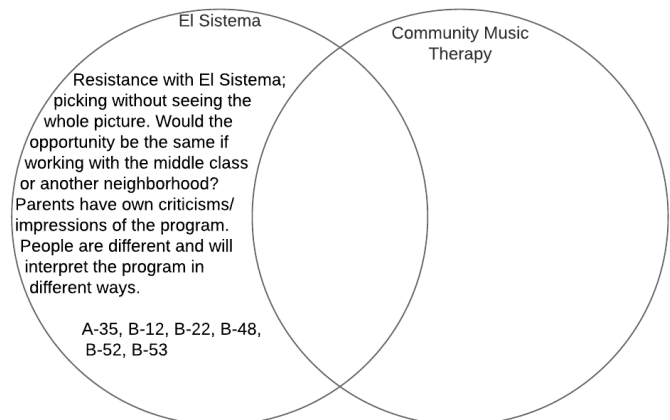 El Sistema
Community Music
Therapy
Resistance with El Sistema;
picking without seeing the
whole picture. Would the
opportunity be the same if
working with the middle class
or another neighborhood?
Parents have own criticisms/
impressions of the program.
People are different and will
interpret the program in
different ways.
A-35, B-12, B-22, B-48,
B-52, B-53